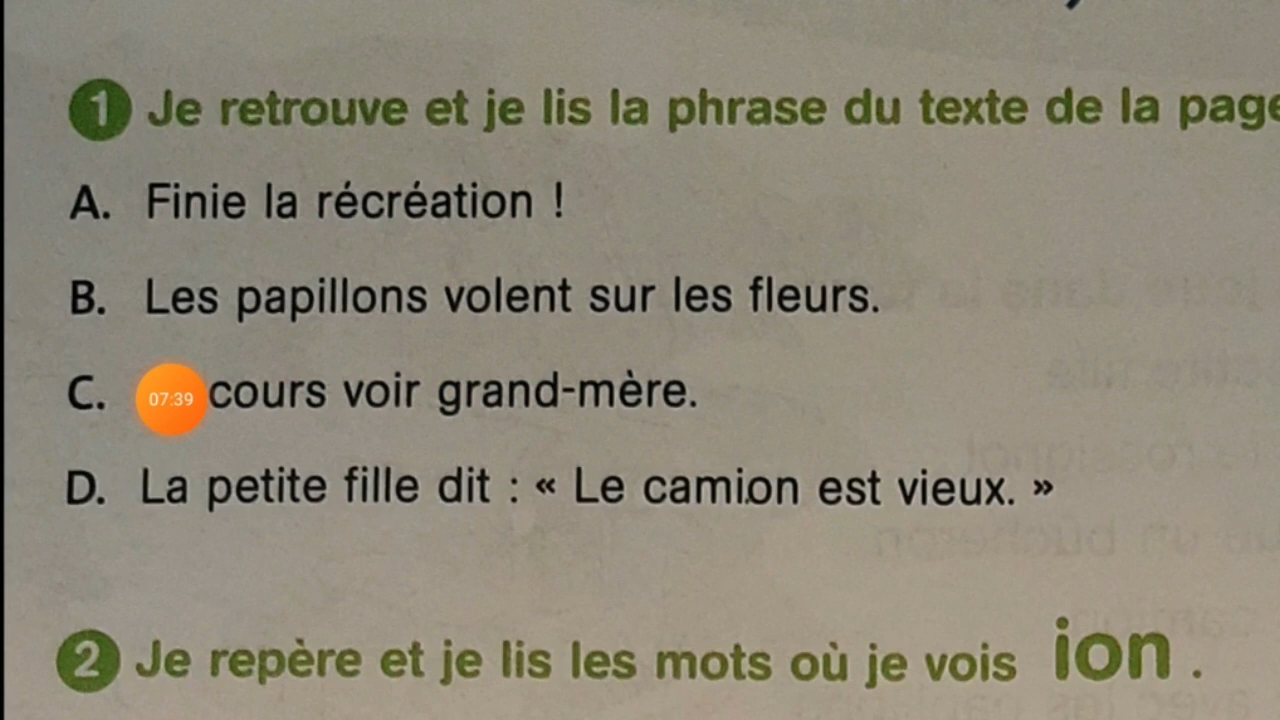 1 Je retrouve et je lis la phrase du texte de la page
A. Finie la récréation !
B. Les papillons volent sur les fleurs.
C. 07:39 cours voir grand-mère.
D. La petite fille dit : « Le camion est vieux. »
2 Je repère et je lis les mots où je vois ion .